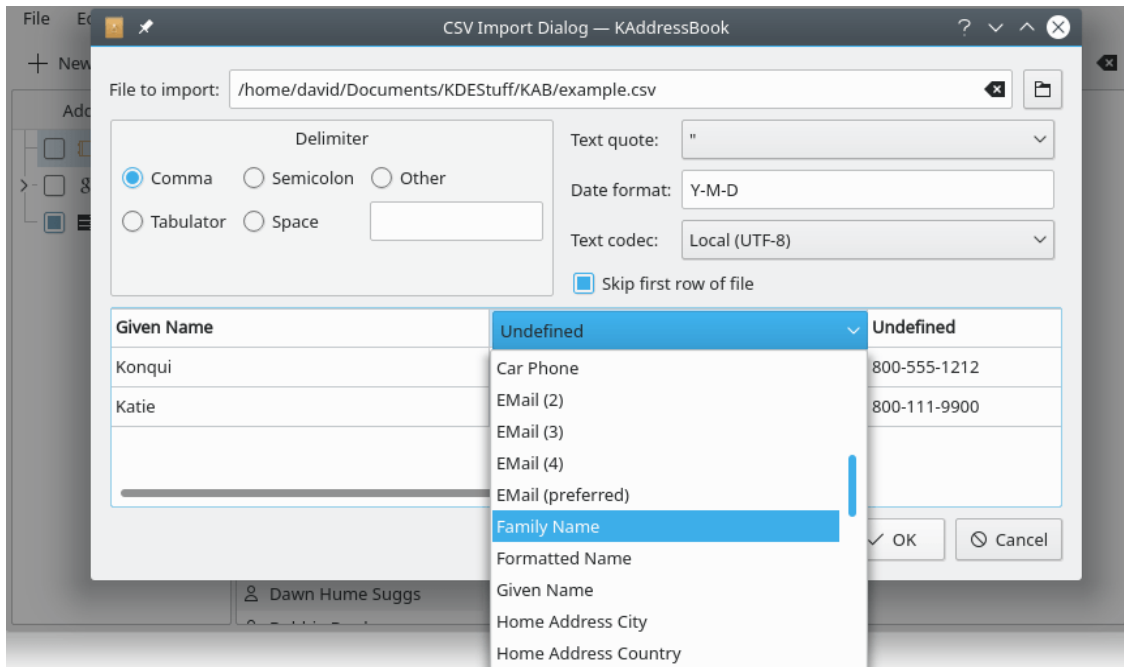 File
CSV Import Dialog — KAddressBook
New
File to import: /home/david/Documents/KDEStuff/KAB/example.csv
Delimiter
Comma Semicolon Other
Tabulator Space
Text quote: "
Date format: Y-M-D
Text codec: Local (UTF-8)
Skip first row of file
Given Name Undefined Undefined
Konqui 800-555-1212
Katie 800-111-9900
Car Phone
EMail (2)
EMail (3)
EMail (4)
EMail (preferred)
Family Name
Formatted Name
Given Name
Home Address City
Home Address Country
OK Cancel
Dawn Hume Suggs